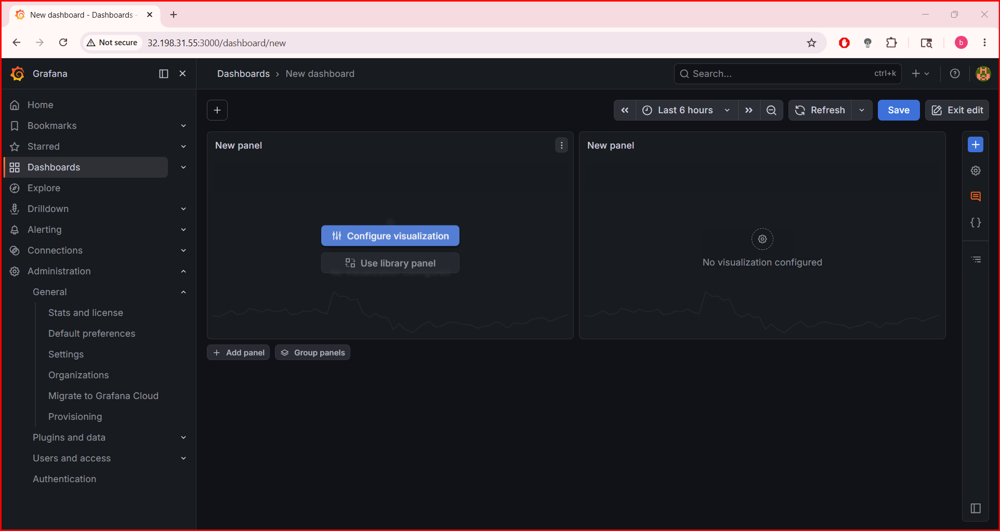 New dashboard - Dashboards -
Not secure
32.198.31.55:3000/dashboard/new
b
Grafana
Dashboards › New dashboard
Search...
ctrl+k
Home
Bookmarks
Starred
Dashboards
Explore
Drilldown
Alerting
Connections
Administration
General
Stats and license
Default preferences
Settings
Organizations
Migrate to Grafana Cloud
Provisioning
Plugins and data
Users and access
Authentication
Last 6 hours
Refresh
Save
Exit edit
New panel
Configure visualization
Use library panel
New panel
No visualization configured
Add panel
Group panels